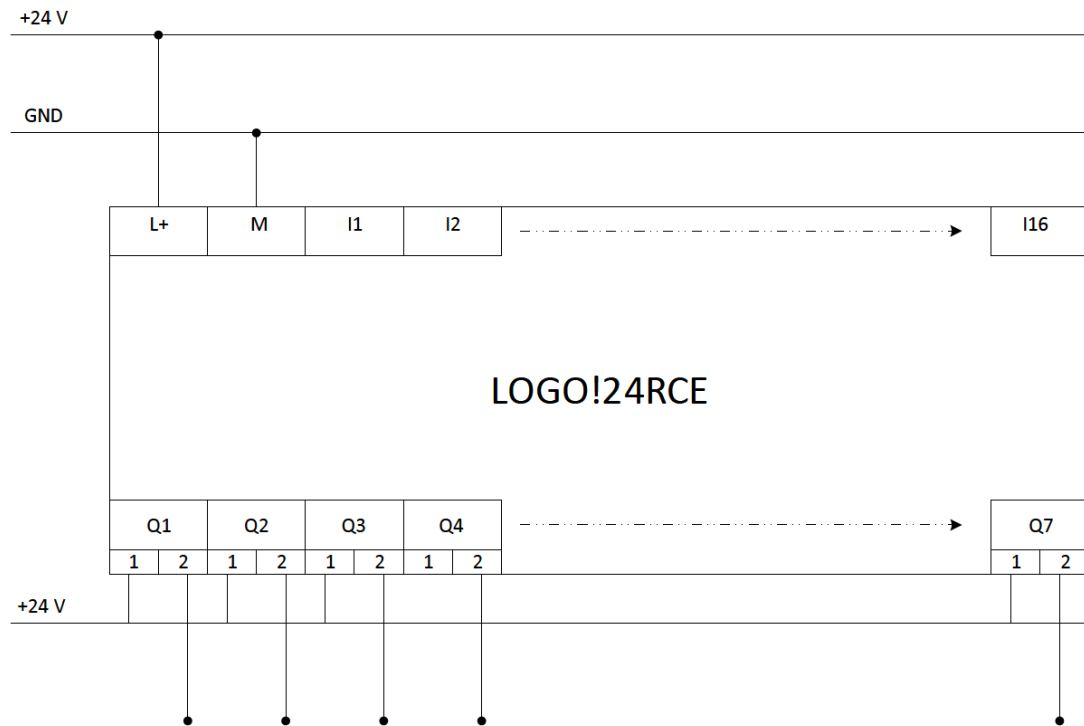 +24 V
GND
L+ M I1 I2 I16
LOGO!24RCE
Q1 Q2 Q3 Q4 Q7
1 2 1 2 1 2 1 2 1 2
+24 V